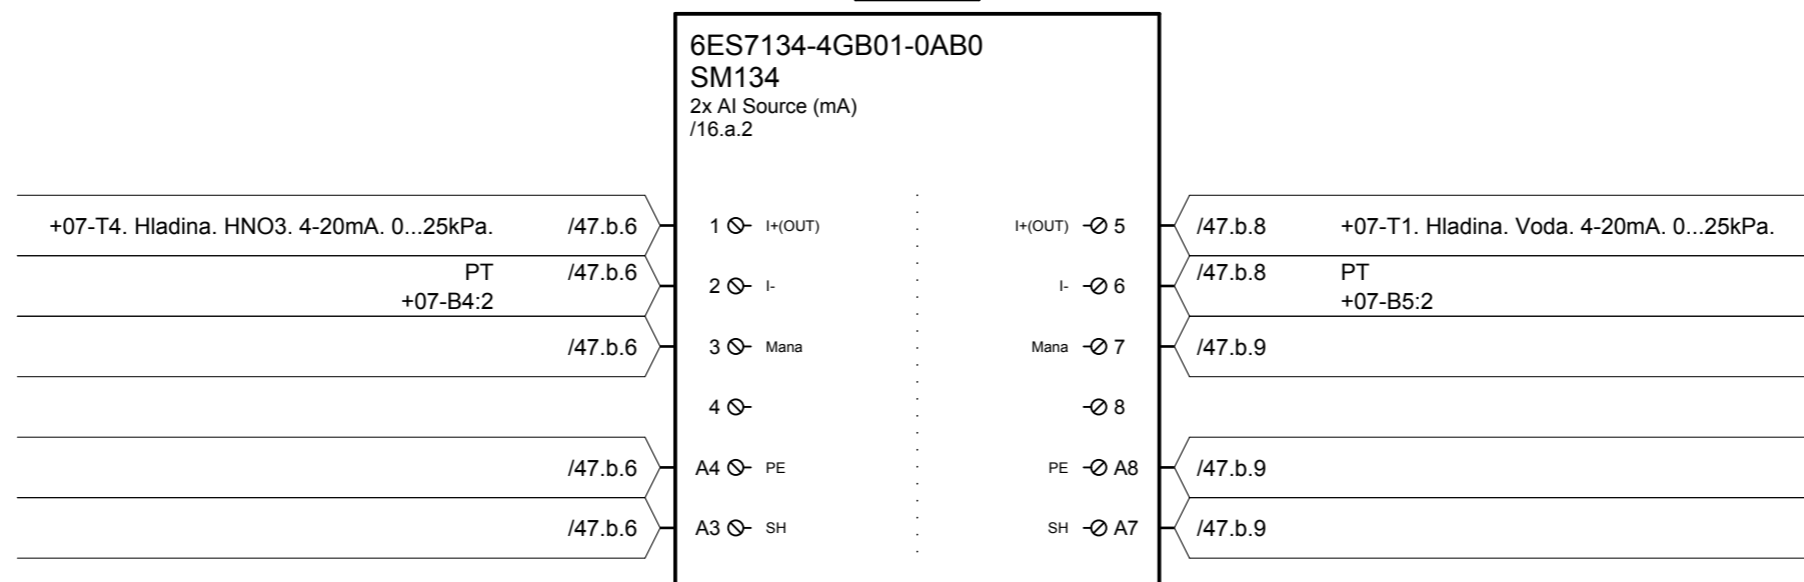 6ES7134-4GB01-0AB0
SM134
2x AI Source (mA)
/16.a.2
+07-T4. Hladina. HNO3. 4-20mA. 0...25kPa. /47.b.6 1 I+(OUT) I+(OUT) 5 /47.b.8 +07-T1. Hladina. Voda. 4-20mA. 0...25kPa.
PT /47.b.6 2 I- I- 6 /47.b.8 PT
+07-B4:2 +07-B5:2
/47.b.6 3 Mana Mana 7 /47.b.9
4 8
/47.b.6 A4 PE PE A8 /47.b.9
/47.b.6 A3 SH SH A7 /47.b.9